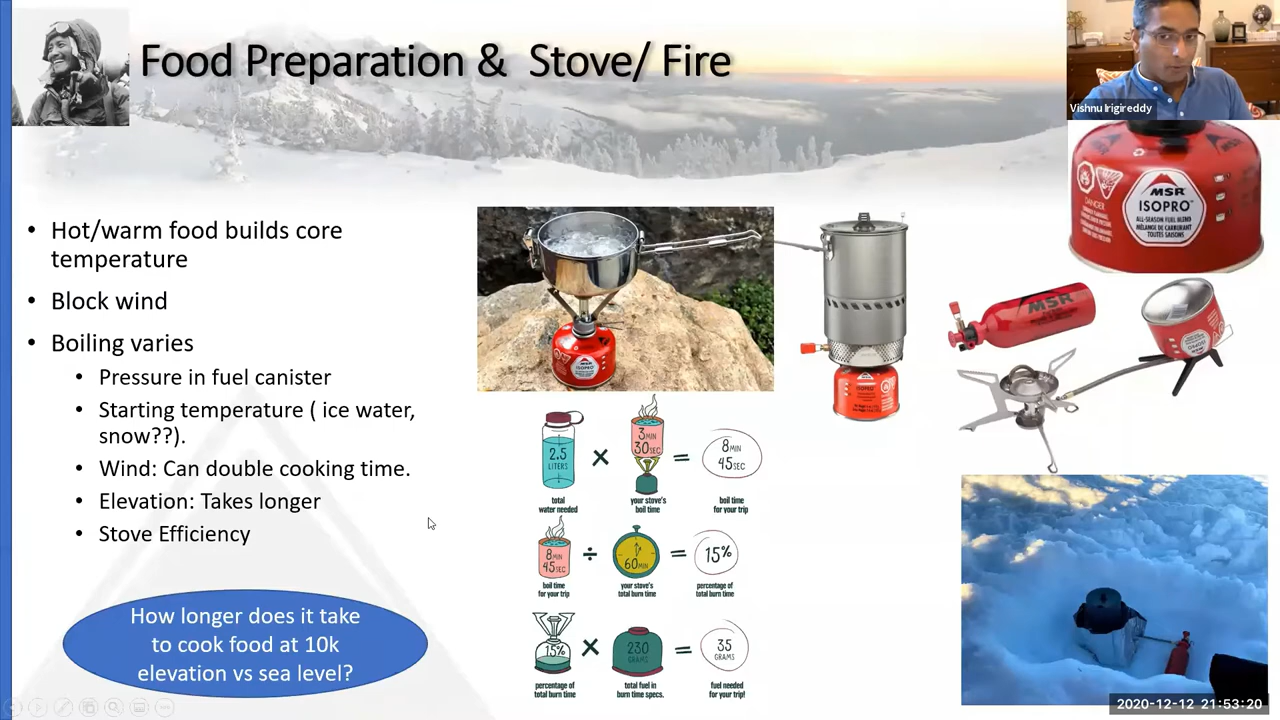 Food Preparation & Stove/ Fire
Vishnu Irigireddy
• Hot/warm food builds core
temperature
• Block wind
• Boiling varies
• Pressure in fuel canister
• Starting temperature ( ice water,
snow??).
• Wind: Can double cooking time.
• Elevation: Takes longer
• Stove Efficiency
How longer does it take
to cook food at 10k
elevation vs sea level?
MSR
ISOPRO
MSR
ISOPRO
ALL-SEASON FUEL BLEND
MÉLANGE DE CARBURANT
TOUTES SAISONS
DANGER
MSR
2.5
LITERS
×
3 MIN
30 SEC
=
8 MIN
45 SEC
total
water needed
your stove's
boil time
boil time
for your trip
8 MIN
45 SEC
÷
60 MIN
=
15%
boil time
for your trip
your stove's
total burn time
percentage of
total burn time
15%
×
230
GRAMS
=
35
GRAMS
percentage of
total burn time
total fuel in
burn time specs.
fuel needed
for your trip!
2020-12-12 21:53:20